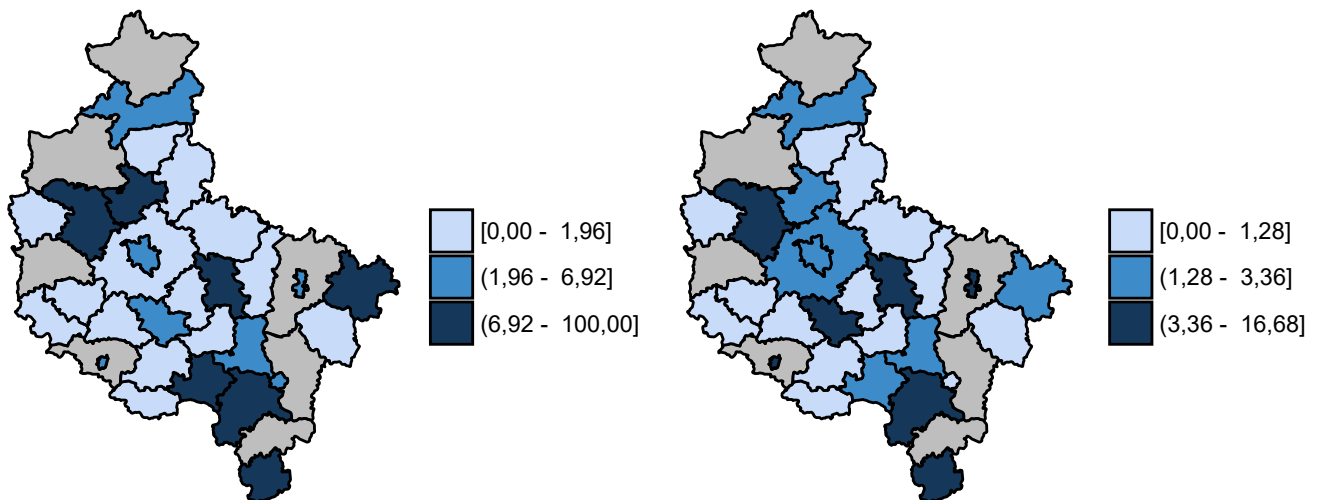 [0,00 - 1,96]
(1,96 - 6,92]
(6,92 - 100,00]
[0,00 - 1,28]
(1,28 - 3,36]
(3,36 - 16,68]